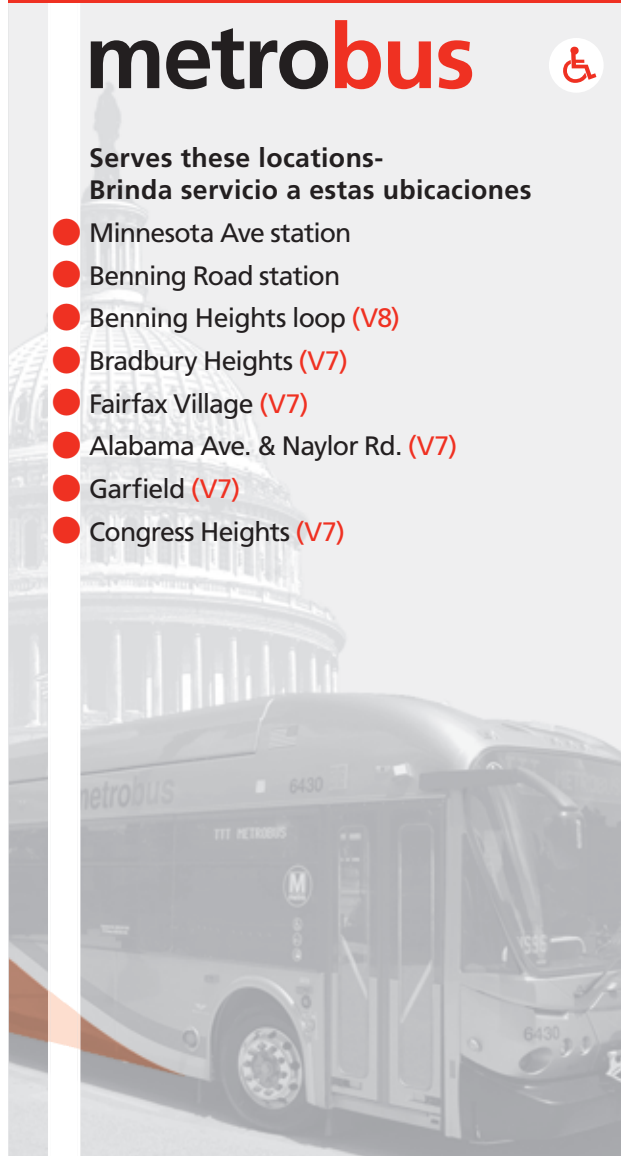 metrobus
Serves these locations-
Brinda servicio a estas ubicaciones
Minnesota Ave station
Benning Road station
Benning Heights loop (V8)
Bradbury Heights (V7)
Fairfax Village (V7)
Alabama Ave. & Naylor Rd. (V7)
Garfield (V7)
Congress Heights (V7)
metrobus
6430
TTT METROBUS
M
6430